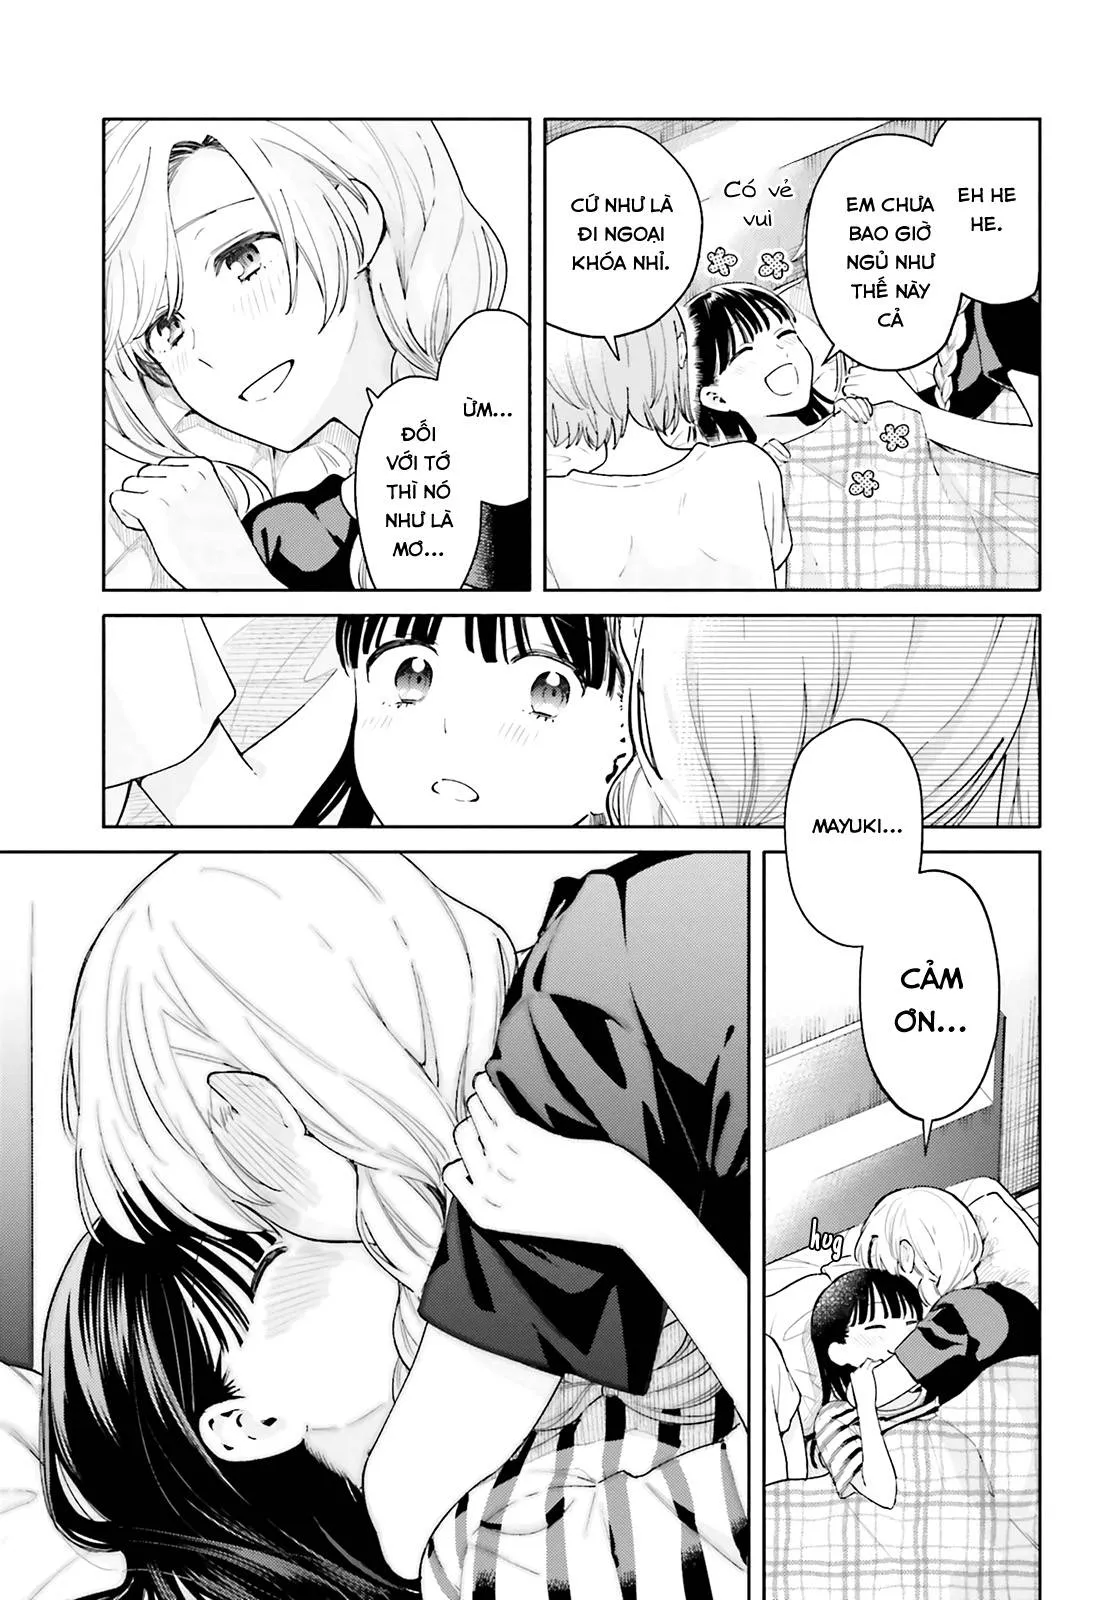 EH HE
HE.
EM CHƯA
BAO GIỜ
NGỦ NHƯ
THẾ NÀY
CẢ
Có vẻ
vui
CỨ NHƯ LÀ
ĐI NGOẠI
KHÓA NHỈ.
ỪM...
ĐỐI
VỚI TỚ
THÌ NÓ
NHƯ LÀ
MƠ...
MAYUKI...
CẢM
ƠN...
hug